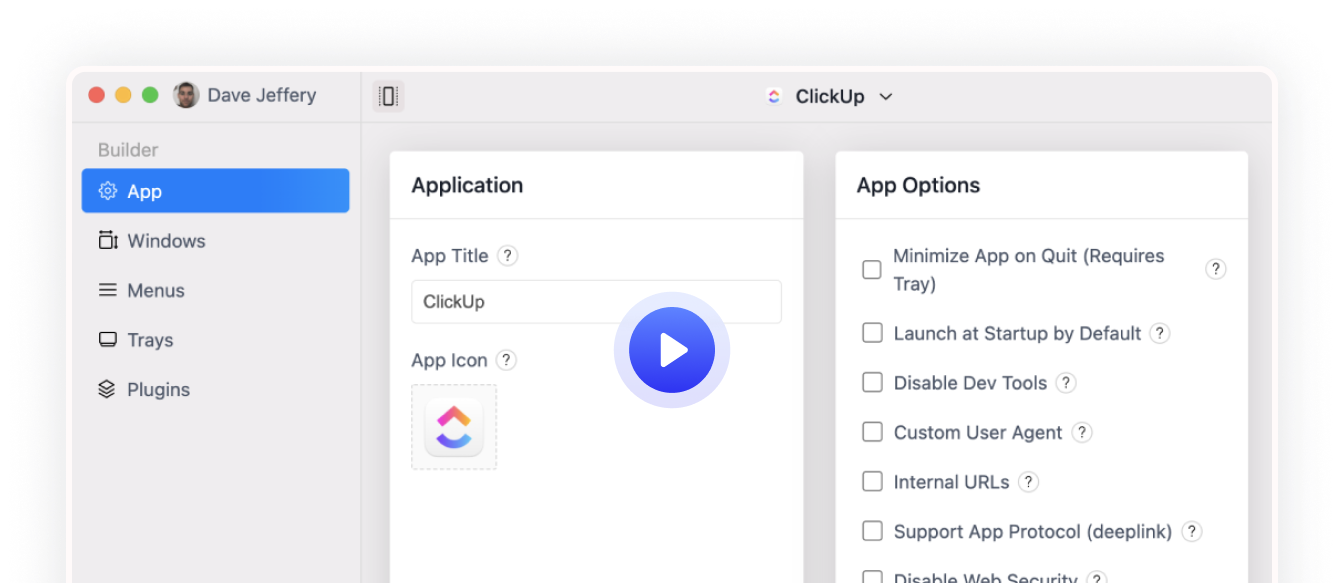 Dave Jeffery
ClickUp
Builder
App
Windows
Menus
Trays
Plugins
Application
App Title ?
ClickUp
App Icon ?
App Options
Minimize App on Quit (Requires
Tray) ?
Launch at Startup by Default ?
Disable Dev Tools ?
Custom User Agent ?
Internal URLs ?
Support App Protocol (deeplink) ?
Disable Web Security ?